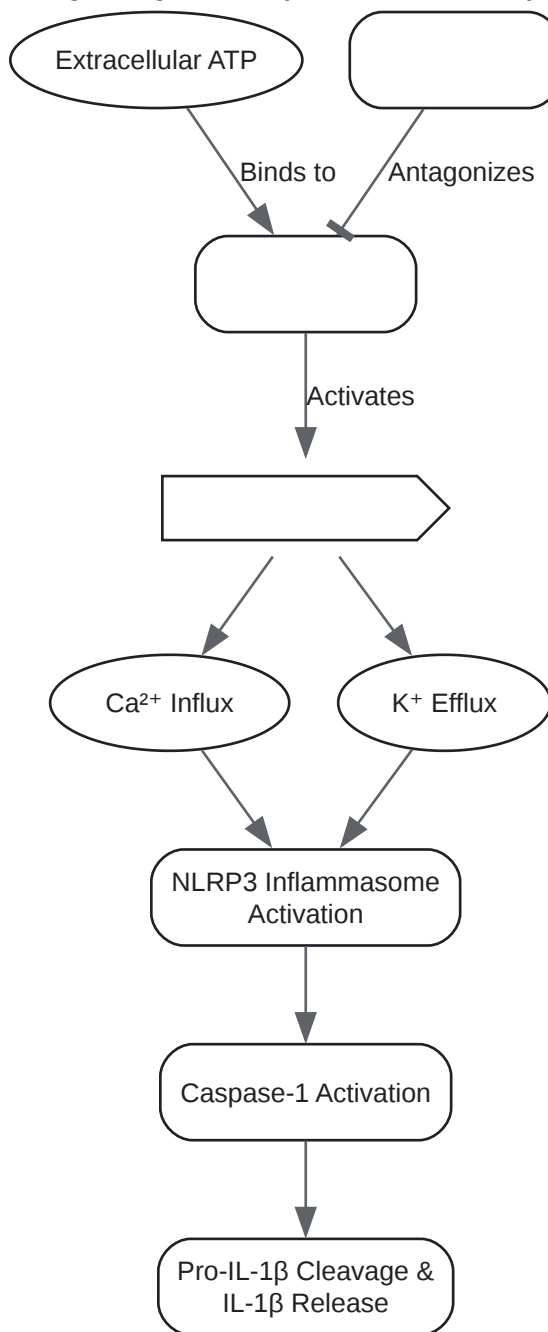 Extracellular ATP
Binds to
Antagonizes
Activates
Ca²⁺ Influx
K⁺ Efflux
NLRP3 Inflammasome
Activation
Caspase-1 Activation
Pro-IL-1β Cleavage &
IL-1β Release